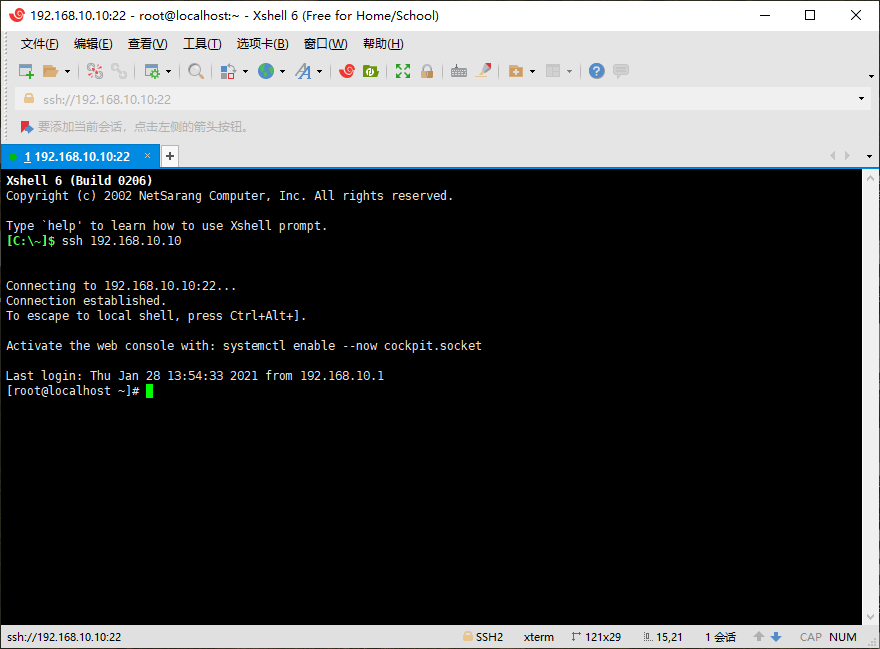 192.168.10.10:22 - root@localhost:~ - Xshell 6 (Free for Home/School)
文件(F) 编辑(E) 查看(V) 工具(T) 选项卡(B) 窗口(W) 帮助(H)
ssh://192.168.10.10:22
要添加当前会话，点击左侧的箭头按钮。
1 192.168.10.10:22 × +
Xshell 6 (Build 0206)
Copyright (c) 2002 NetSarang Computer, Inc. All rights reserved.
Type `help' to learn how to use Xshell prompt.
[C:\~]$ ssh 192.168.10.10
Connecting to 192.168.10.10:22...
Connection established.
To escape to local shell, press Ctrl+Alt+].
Activate the web console with: systemctl enable --now cockpit.socket
Last login: Thu Jan 28 13:54:33 2021 from 192.168.10.1
[root@localhost ~]#
ssh://192.168.10.10:22 SSH2 xterm 121x29 15,21 1 会话 CAP NUM